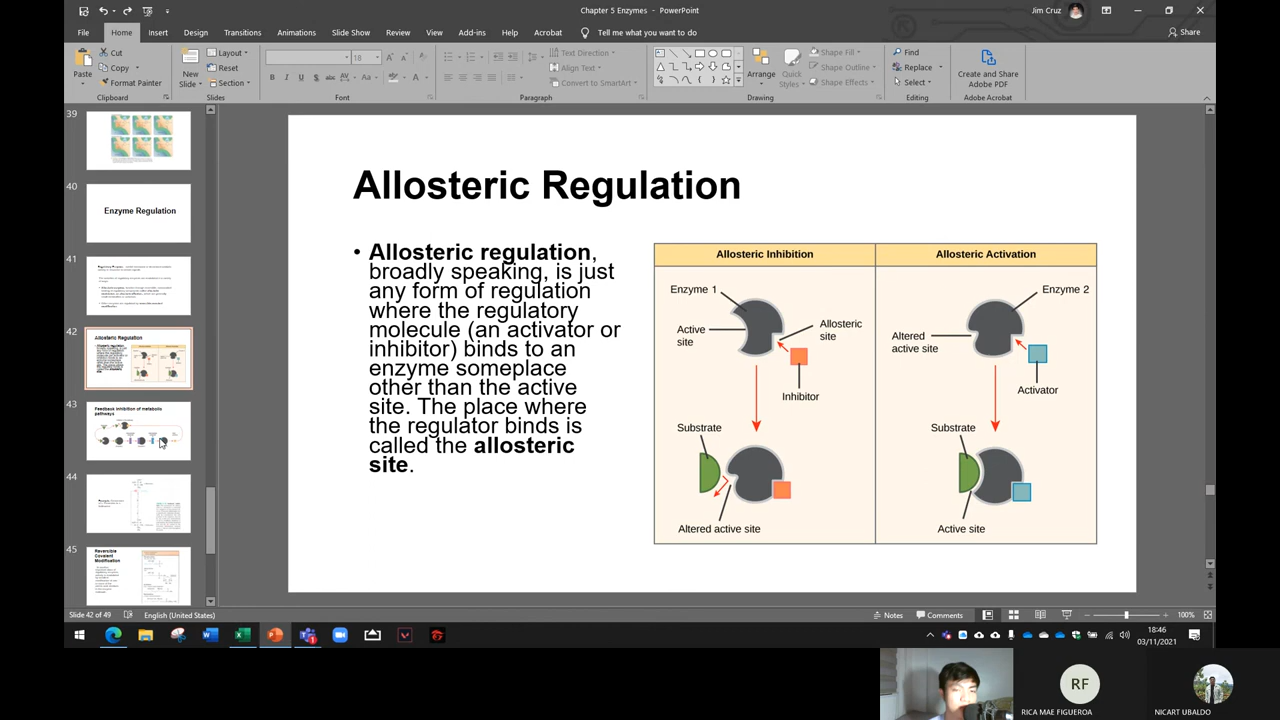 Chapter 5 Enzymes - PowerPoint
Jim Cruz
File Home Insert Design Transitions Animations Slide Show Review View Add-ins Help Acrobat Tell me what you want to do Share
Paste
Cut
Copy
Format Painter
Clipboard
New
Slide
Layout
Reset
Section
Slides
18
Font
Text Direction
Align Text
Convert to SmartArt
Paragraph
Arrange
Quick
Styles
Shape Fill
Shape Outline
Shape Effects
Drawing
Find
Replace
Select
Editing
Create and Share
Adobe PDF
Adobe Acrobat
39
40
Enzyme Regulation
41
42
Allosteric Regulation
43
Feedback inhibition of metabolic
pathways
44
45
Reversible
Covalent
Modification
Allosteric Regulation
• Allosteric regulation,
broadly speaking, is just
any form of regulation
where the regulatory
molecule (an activator or
inhibitor) binds to an
enzyme someplace
other than the active
site. The place where
the regulator binds is
called the allosteric
site.
Allosteric Inhibition
Enzyme 1
Active
site
Allosteric
site
Inhibitor
Substrate
Altered active site
Allosteric Activation
Enzyme 2
Altered
active site
Activator
Substrate
Active site
Slide 42 of 49 English (United States) Notes Comments 100%
18:46
03/11/2021
RF
RICA MAE FIGUEROA
NICART UBALDO